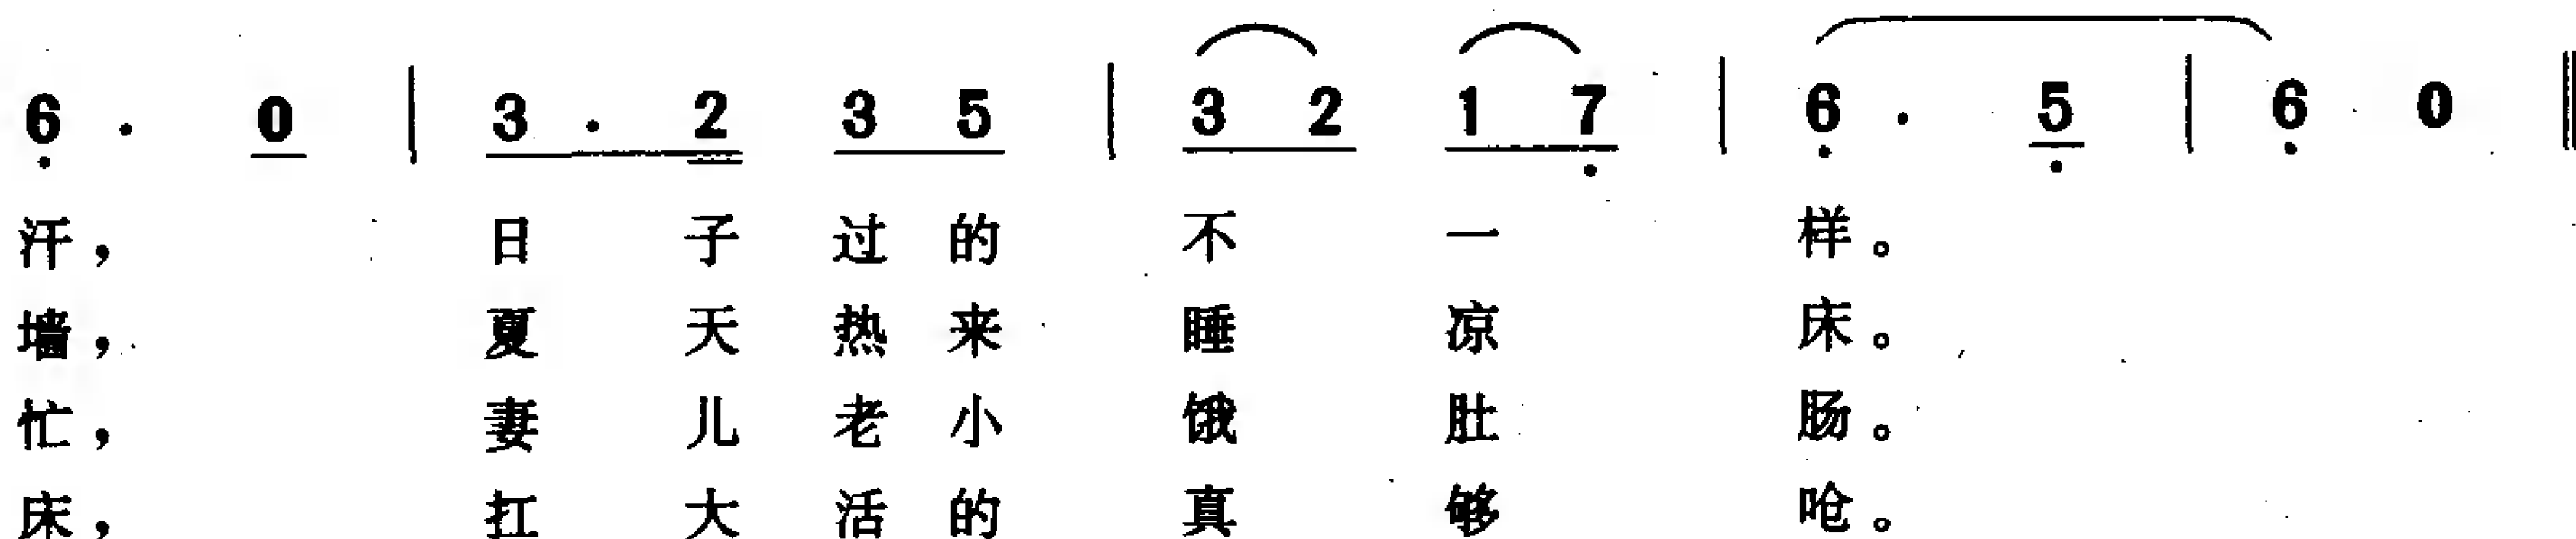 6 · 0 | 3 · 2 3 5 | 3 2 1 7 | 6 · 5 | 6 0 ‖
汗， 日 子 过 的 不 一 样。
墙， 夏 天 热 来 睡 凉 床。
忙， 妻 儿 老 小 饿 肚 肠。
床， 扛 大 活 的 真 够 呛。